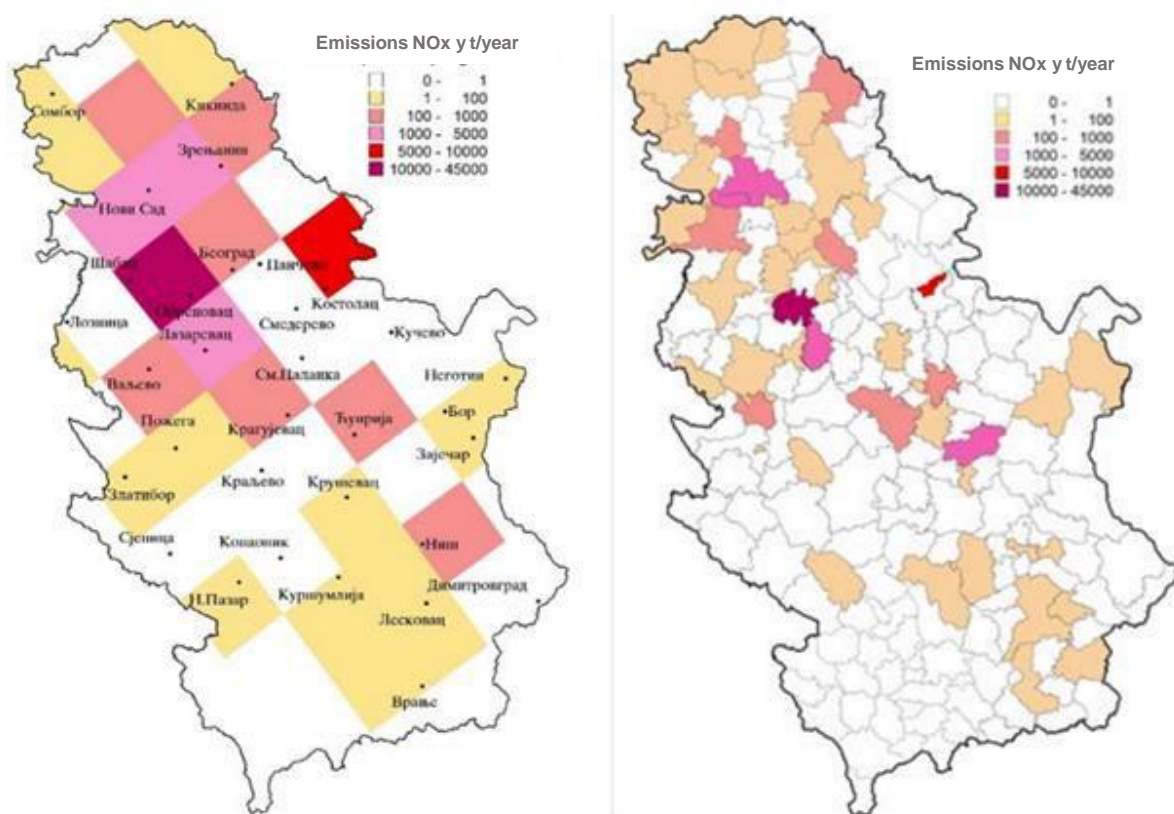 Emissions NOx y t/year
0 - 1
1 - 100
100 - 1000
1000 - 5000
5000 - 10000
10000 - 45000
Сомбор
Кикинда
Зрењанин
Нови Сад
Београд
Шабац
Панчево
Костолац
Обреновац
Смедерево
Лозница
Лазаревац
Кучево
Ваљево
См.Паланка
Неготин
Пожега
Бор
Крагујевац
Ћуприја
Зајечар
Златибор
Краљево
Крушевац
Сјеница
Копаоник
Ниш
Н.Пазар
Куршумлија
Димитровград
Лесковац
Врање
Emissions NOx y t/year
0 - 1
1 - 100
100 - 1000
1000 - 5000
5000 - 10000
10000 - 45000